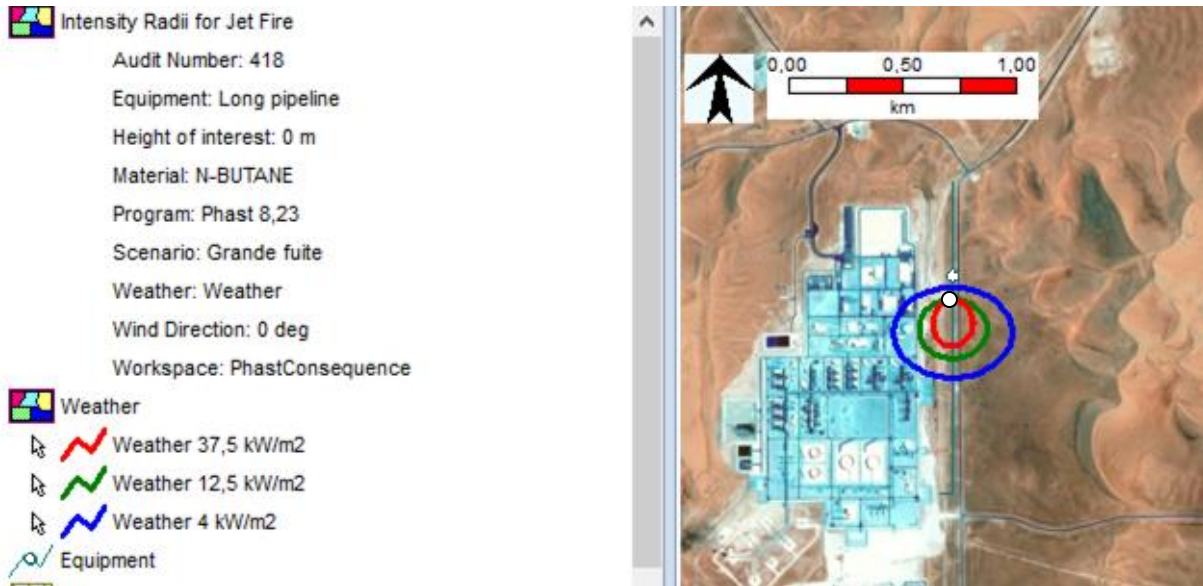 Intensity Radii for Jet Fire
Audit Number: 418
Equipment: Long pipeline
Height of interest: 0 m
Material: N-BUTANE
Program: Phast 8,23
Scenario: Grande fuite
Weather: Weather
Wind Direction: 0 deg
Workspace: PhastConsequence
Weather
Weather 37,5 kW/m2
Weather 12,5 kW/m2
Weather 4 kW/m2
Equipment
0,00 0,50 1,00
km